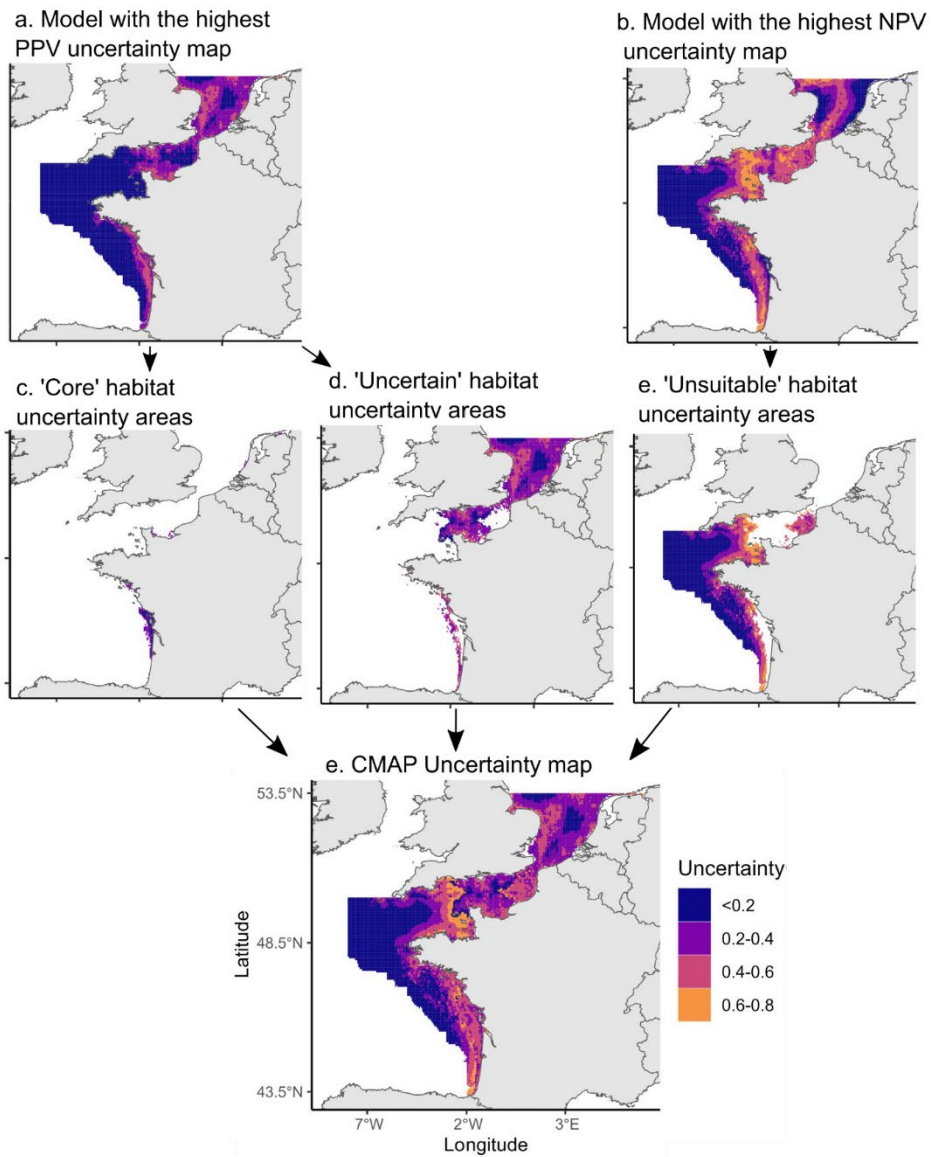 a. Model with the highest
PPV uncertainty map
b. Model with the highest NPV
uncertainty map
c. 'Core' habitat
uncertainty areas
d. 'Uncertain' habitat
uncertainty areas
e. 'Unsuitable' habitat
uncertainty areas
e. CMAP Uncertainty map
53.5°N
48.5°N
43.5°N
Latitude
7°W
2°W
3°E
Longitude
Uncertainty
<0.2
0.2-0.4
0.4-0.6
0.6-0.8